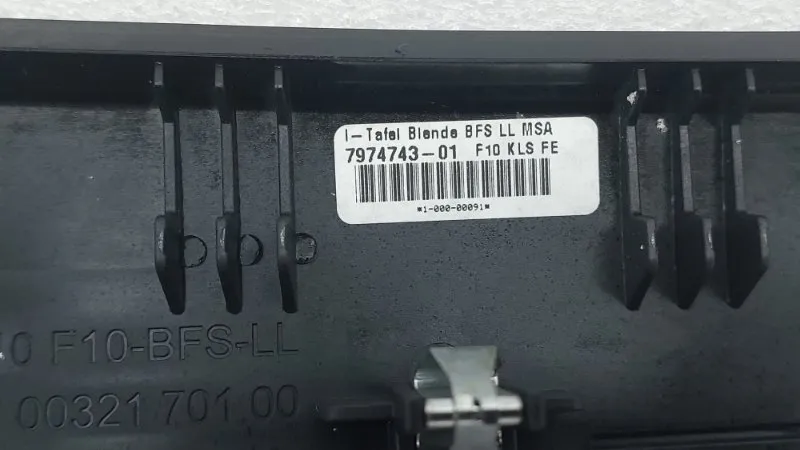 I-Tafel Blende BFS LL MSA
7974743-01 F10 KLS FE
*1-000-00091*
F10-BFS-LL
00321 701 00